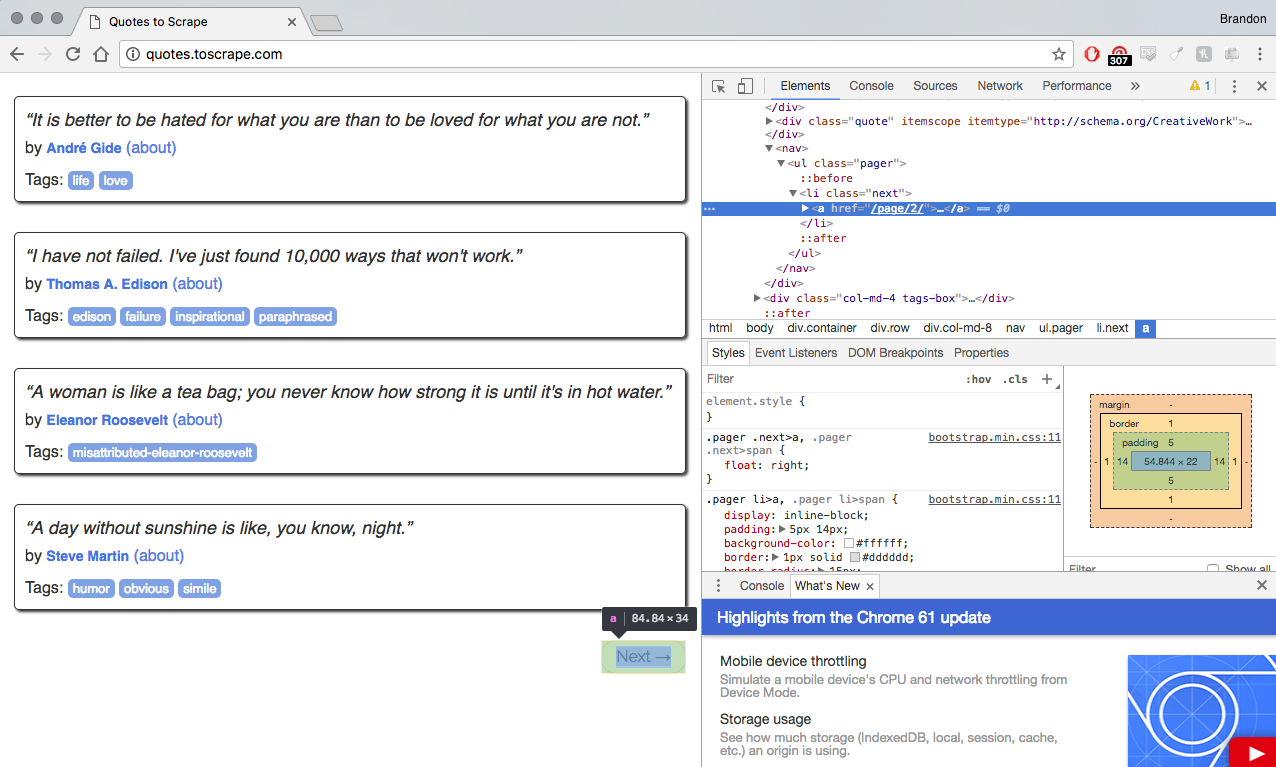 Quotes to Scrape
Brandon
quotes.toscrape.com
307
“It is better to be hated for what you are than to be loved for what you are not.”
by André Gide (about)
Tags: life love
“I have not failed. I've just found 10,000 ways that won't work.”
by Thomas A. Edison (about)
Tags: edison failure inspirational paraphrased
“A woman is like a tea bag; you never know how strong it is until it's in hot water.”
by Eleanor Roosevelt (about)
Tags: misattributed-eleanor-roosevelt
“A day without sunshine is like, you know, night.”
by Steve Martin (about)
Tags: humor obvious simile
a | 84.84 × 34
Next →
Elements Console Sources Network Performance » 1
</div>
<div class="quote" itemscope itemtype="http://schema.org/CreativeWork">…
</div>
<nav>
<ul class="pager">
::before
<li class="next">
… <a href="/page/2/">…</a> == $0
</li>
::after
</ul>
</nav>
</div>
<div class="col-md-4 tags-box">…</div>
::after
html body div.container div.row div.col-md-8 nav ul.pager li.next a
Styles Event Listeners DOM Breakpoints Properties
Filter :hov .cls +
element.style {
}
.pager .next>a, .pager bootstrap.min.css:11
.next>span {
float: right;
}
.pager li>a, .pager li>span { bootstrap.min.css:11
display: inline-block;
padding: 5px 14px;
background-color: #ffffff;
border: 1px solid #dddddd;
border-radius: 15px;
margin -
border 1
padding 5
- 1 14 54.844 × 22 14 1 -
5
1
-
Filter Show all
Console What's New
Highlights from the Chrome 61 update
Mobile device throttling
Simulate a mobile device's CPU and network throttling from
Device Mode.
Storage usage
See how much storage (IndexedDB, local, session, cache,
etc.) an origin is using.